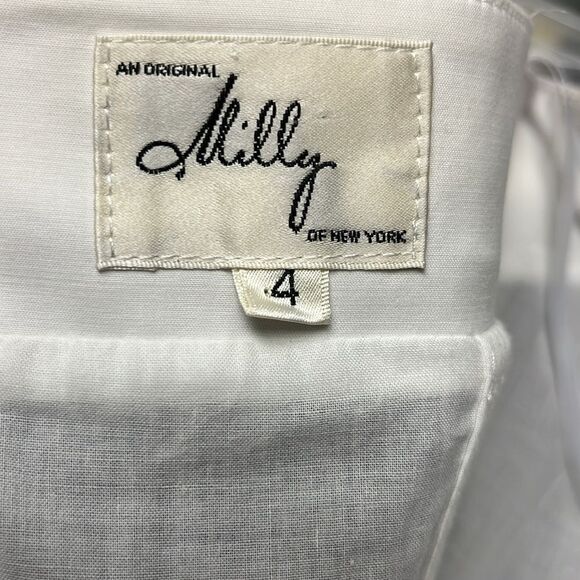 AN ORIGINAL
Milly
OF NEW YORK
4